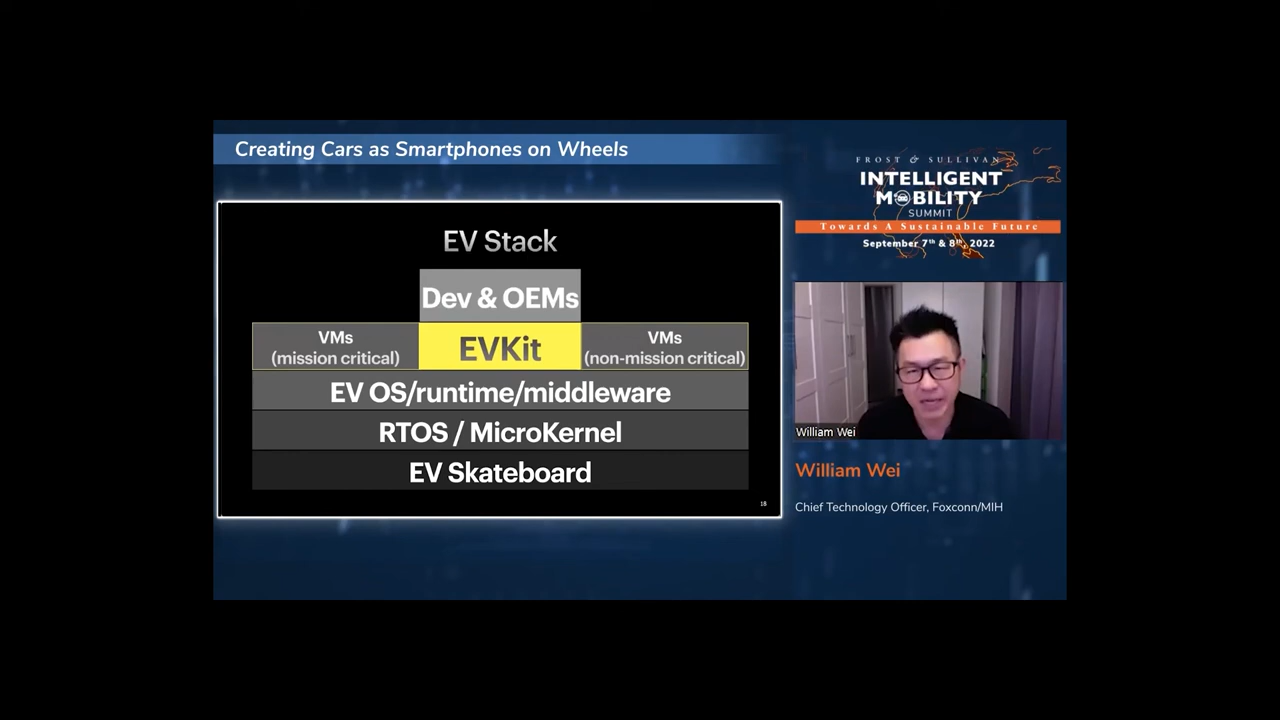 Creating Cars as Smartphones on Wheels
EV Stack
Dev & OEMs
VMs
(mission critical)
EVKit
VMs
(non-mission critical)
EV OS/runtime/middleware
RTOS / MicroKernel
EV Skateboard
18
FROST & SULLIVAN
INTELLIGENT
MOBILITY
SUMMIT
Towards A Sustainable Future
September 7th & 8th, 2022
William Wei
William Wei
Chief Technology Officer, Foxconn/MIH